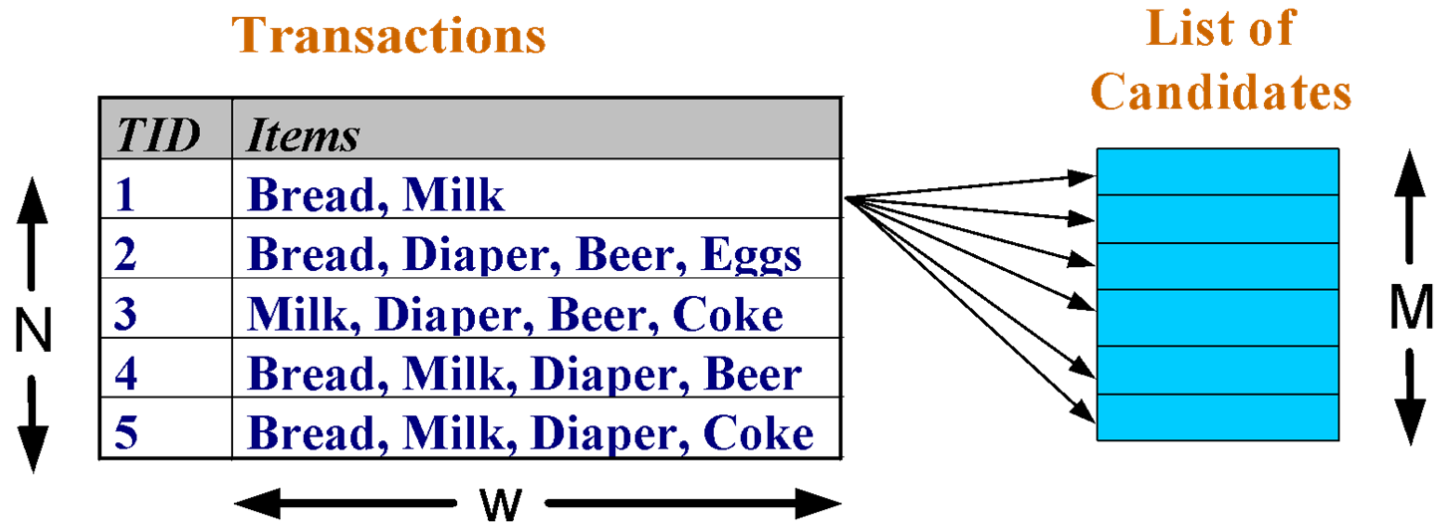 Transactions
List of
Candidates
TID Items
1 Bread, Milk
2 Bread, Diaper, Beer, Eggs
3 Milk, Diaper, Beer, Coke
4 Bread, Milk, Diaper, Beer
5 Bread, Milk, Diaper, Coke
N
M
w